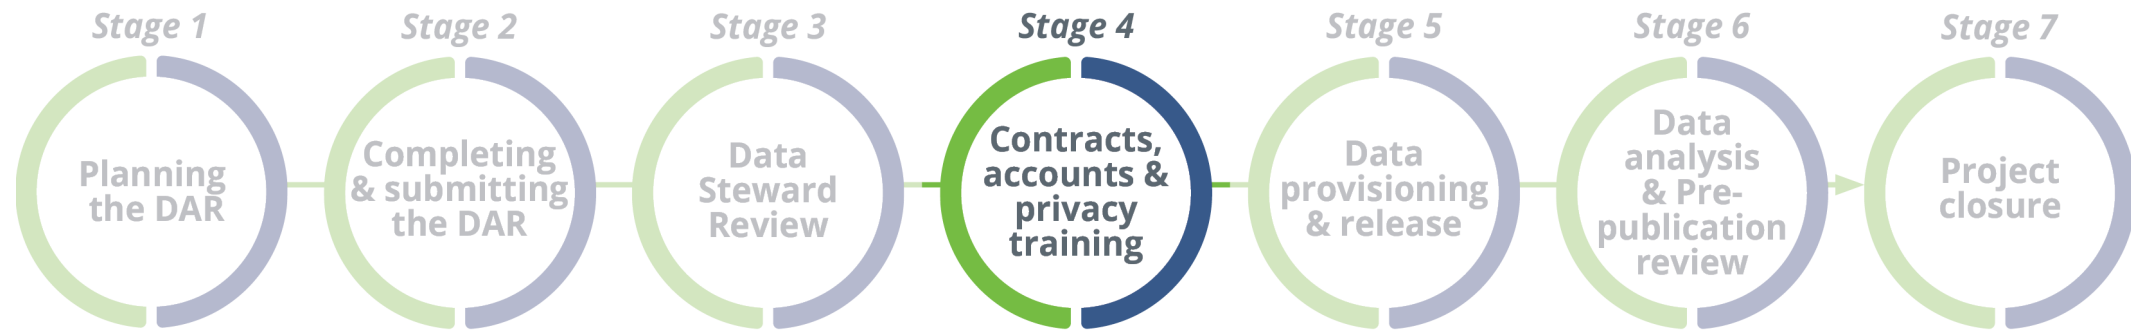 Stage 1
Planning
the DAR
Stage 2
Completing
& submitting
the DAR
Stage 3
Data
Steward
Review
Stage 4
Contracts,
accounts &
privacy
training
Stage 5
Data
provisioning
& release
Stage 6
Data
analysis
& Pre-
publication
review
Stage 7
Project
closure